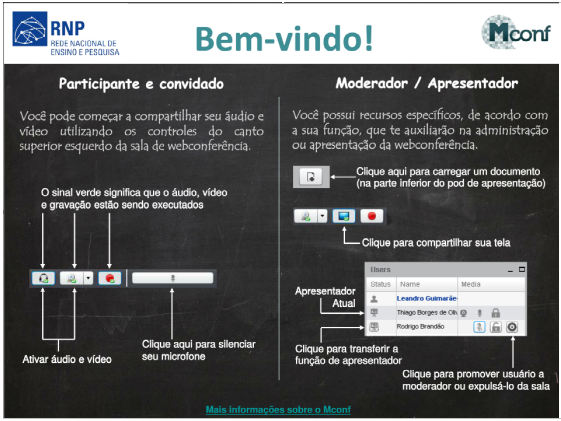 RNP
REDE NACIONAL DE
ENSINO E PESQUISA
Bem-vindo!
Mconf
Participante e convidado
Você pode começar a compartilhar seu áudio e
vídeo utilizando os controles do canto
superior esquerdo da sala de webconferência.
O sinal verde significa que o áudio, vídeo
e gravação estão sendo executados
Ativar áudio e vídeo
Clique aqui para silenciar
seu microfone
Moderador / Apresentador
Você possui recursos específicos, de acordo com
a sua função, que te auxiliarão na administração
ou apresentação da webconferência.
Clique aqui para carregar um documento
(na parte inferior do pod de apresentação)
Clique para compartilhar sua tela
Users
Status Name Media
Leandro Guimarãe
Apresentador
Atual
Thiago Borges de Oliv
Rodrigo Brandão
Clique para transferir a
função de apresentador
Clique para promover usuário a
moderador ou expulsá-lo da sala
Mais informações sobre o Mconf